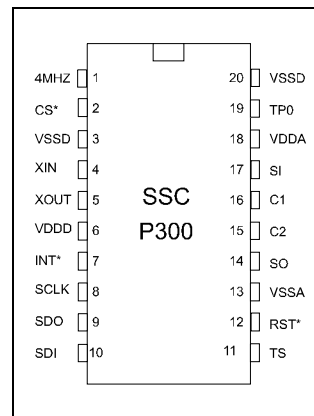 4MHZ 1 20 VSSD
CS* 2 19 TP0
VSSD 3 18 VDDA
XIN 4 17 SI
XOUT 5 SSC 16 C1
VDDD 6 P300 15 C2
INT* 7 14 SO
SCLK 8 13 VSSA
SDO 9 12 RST*
SDI 10 11 TS